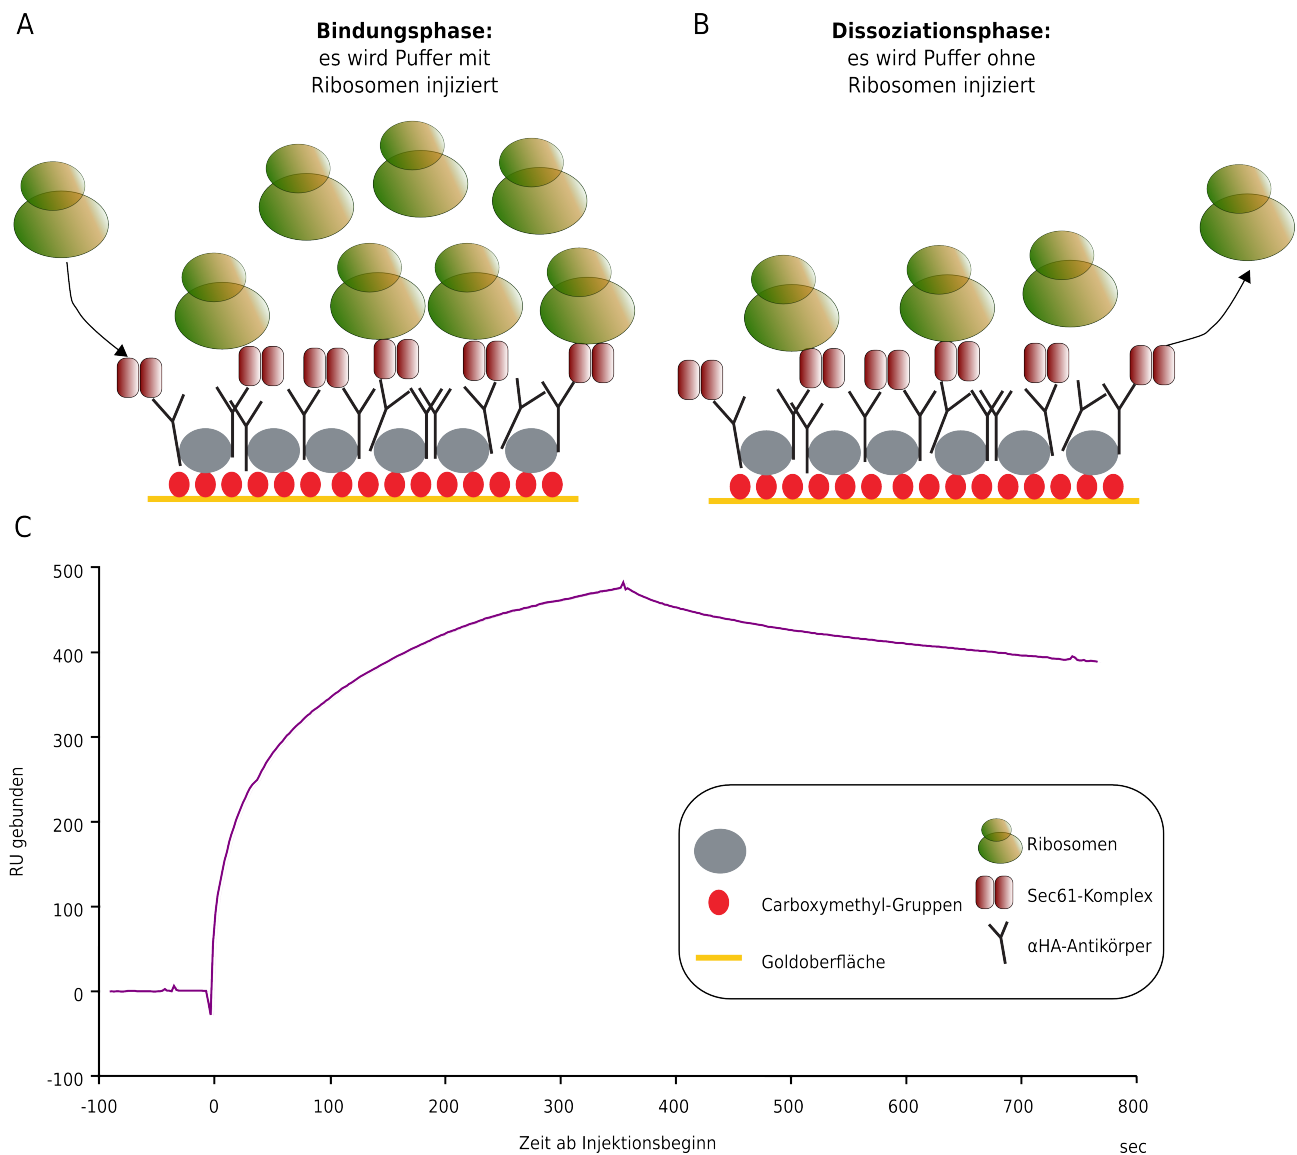 A
Bindungsphase:
es wird Puffer mit
Ribosomen injiziert
B
Dissoziationsphase:
es wird Puffer ohne
Ribosomen injiziert
C
500
400
300
200
100
0
-100
RU gebunden
-100
0
100
200
300
400
500
600
700
800
Zeit ab Injektionsbeginn
sec
Carboxymethyl-Gruppen
Goldoberfläche
Ribosomen
Sec61-Komplex
αHA-Antikörper